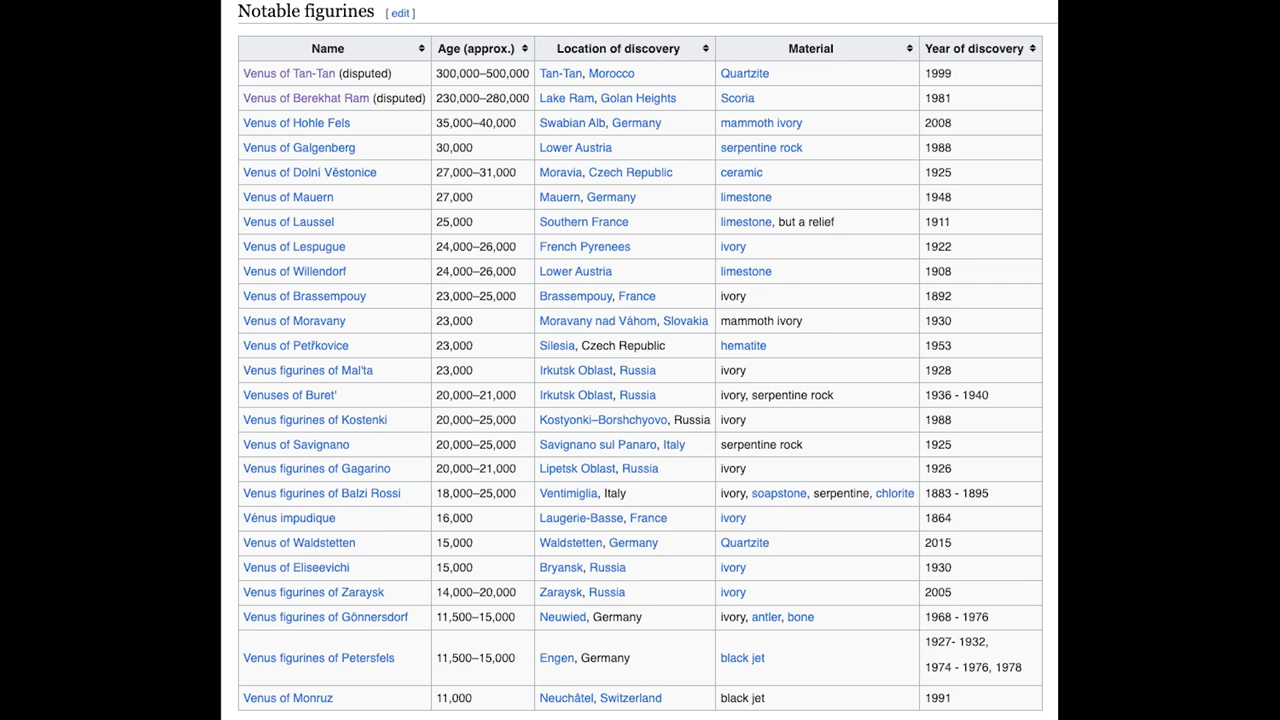 Notable figurines [ edit ]
Name Age (approx.) Location of discovery Material Year of discovery
Venus of Tan-Tan (disputed) 300,000–500,000 Tan-Tan, Morocco Quartzite 1999
Venus of Berekhat Ram (disputed) 230,000–280,000 Lake Ram, Golan Heights Scoria 1981
Venus of Hohle Fels 35,000–40,000 Swabian Alb, Germany mammoth ivory 2008
Venus of Galgenberg 30,000 Lower Austria serpentine rock 1988
Venus of Dolní Věstonice 27,000–31,000 Moravia, Czech Republic ceramic 1925
Venus of Mauern 27,000 Mauern, Germany limestone 1948
Venus of Laussel 25,000 Southern France limestone, but a relief 1911
Venus of Lespugue 24,000–26,000 French Pyrenees ivory 1922
Venus of Willendorf 24,000–26,000 Lower Austria limestone 1908
Venus of Brassempouy 23,000–25,000 Brassempouy, France ivory 1892
Venus of Moravany 23,000 Moravany nad Váhom, Slovakia mammoth ivory 1930
Venus of Petřkovice 23,000 Silesia, Czech Republic hematite 1953
Venus figurines of Mal'ta 23,000 Irkutsk Oblast, Russia ivory 1928
Venuses of Buret' 20,000–21,000 Irkutsk Oblast, Russia ivory, serpentine rock 1936 - 1940
Venus figurines of Kostenki 20,000–25,000 Kostyonki–Borshchyovo, Russia ivory 1988
Venus of Savignano 20,000–25,000 Savignano sul Panaro, Italy serpentine rock 1925
Venus figurines of Gagarino 20,000–21,000 Lipetsk Oblast, Russia ivory 1926
Venus figurines of Balzi Rossi 18,000–25,000 Ventimiglia, Italy ivory, soapstone, serpentine, chlorite 1883 - 1895
Vénus impudique 16,000 Laugerie-Basse, France ivory 1864
Venus of Waldstetten 15,000 Waldstetten, Germany Quartzite 2015
Venus of Eliseevichi 15,000 Bryansk, Russia ivory 1930
Venus figurines of Zaraysk 14,000–20,000 Zaraysk, Russia ivory 2005
Venus figurines of Gönnersdorf 11,500–15,000 Neuwied, Germany ivory, antler, bone 1968 - 1976
Venus figurines of Petersfels 11,500–15,000 Engen, Germany black jet 1927- 1932,
1974 - 1976, 1978
Venus of Monruz 11,000 Neuchâtel, Switzerland black jet 1991